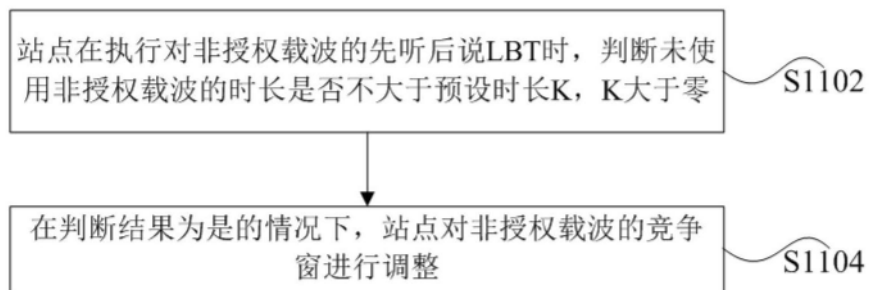 站点在执行对非授权载波的先听后说LBT时，判断未使
用非授权载波的时长是否不大于预设时长K，K大于零
S1102
在判断结果为是的情况下，站点对非授权载波的竞争
窗进行调整
S1104